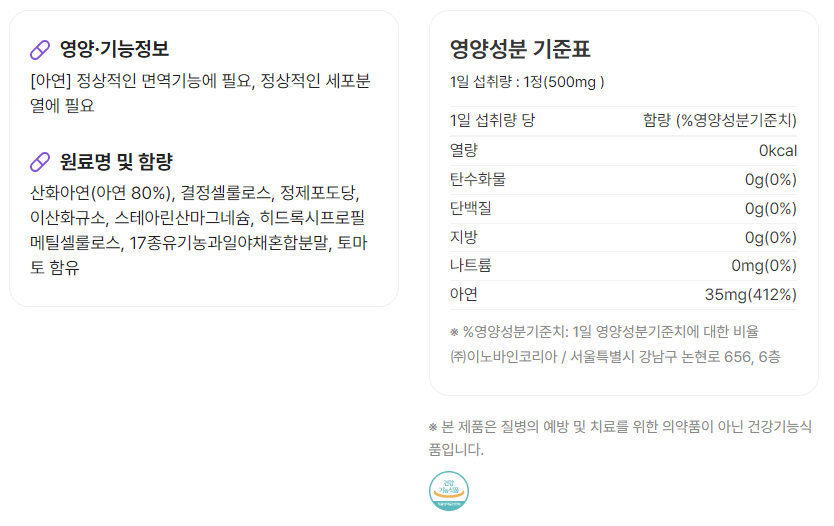 영양·기능정보
[아연] 정상적인 면역기능에 필요, 정상적인 세포분
열에 필요
원료명 및 함량
산화아연(아연 80%), 결정셀룰로스, 정제포도당,
이산화규소, 스테아린산마그네슘, 히드록시프로필
메틸셀룰로스, 17종유기농과일야채혼합분말, 토마
토 함유
영양성분 기준표
1일 섭취량 : 1정(500mg )
1일 섭취량 당 함량 (%영양성분기준치)
열량 0kcal
탄수화물 0g(0%)
단백질 0g(0%)
지방 0g(0%)
나트륨 0mg(0%)
아연 35mg(412%)
※ %영양성분기준치: 1일 영양성분기준치에 대한 비율
㈜이노바인코리아 / 서울특별시 강남구 논현로 656, 6층
※ 본 제품은 질병의 예방 및 치료를 위한 의약품이 아닌 건강기능식
품입니다.
건강
기능식품